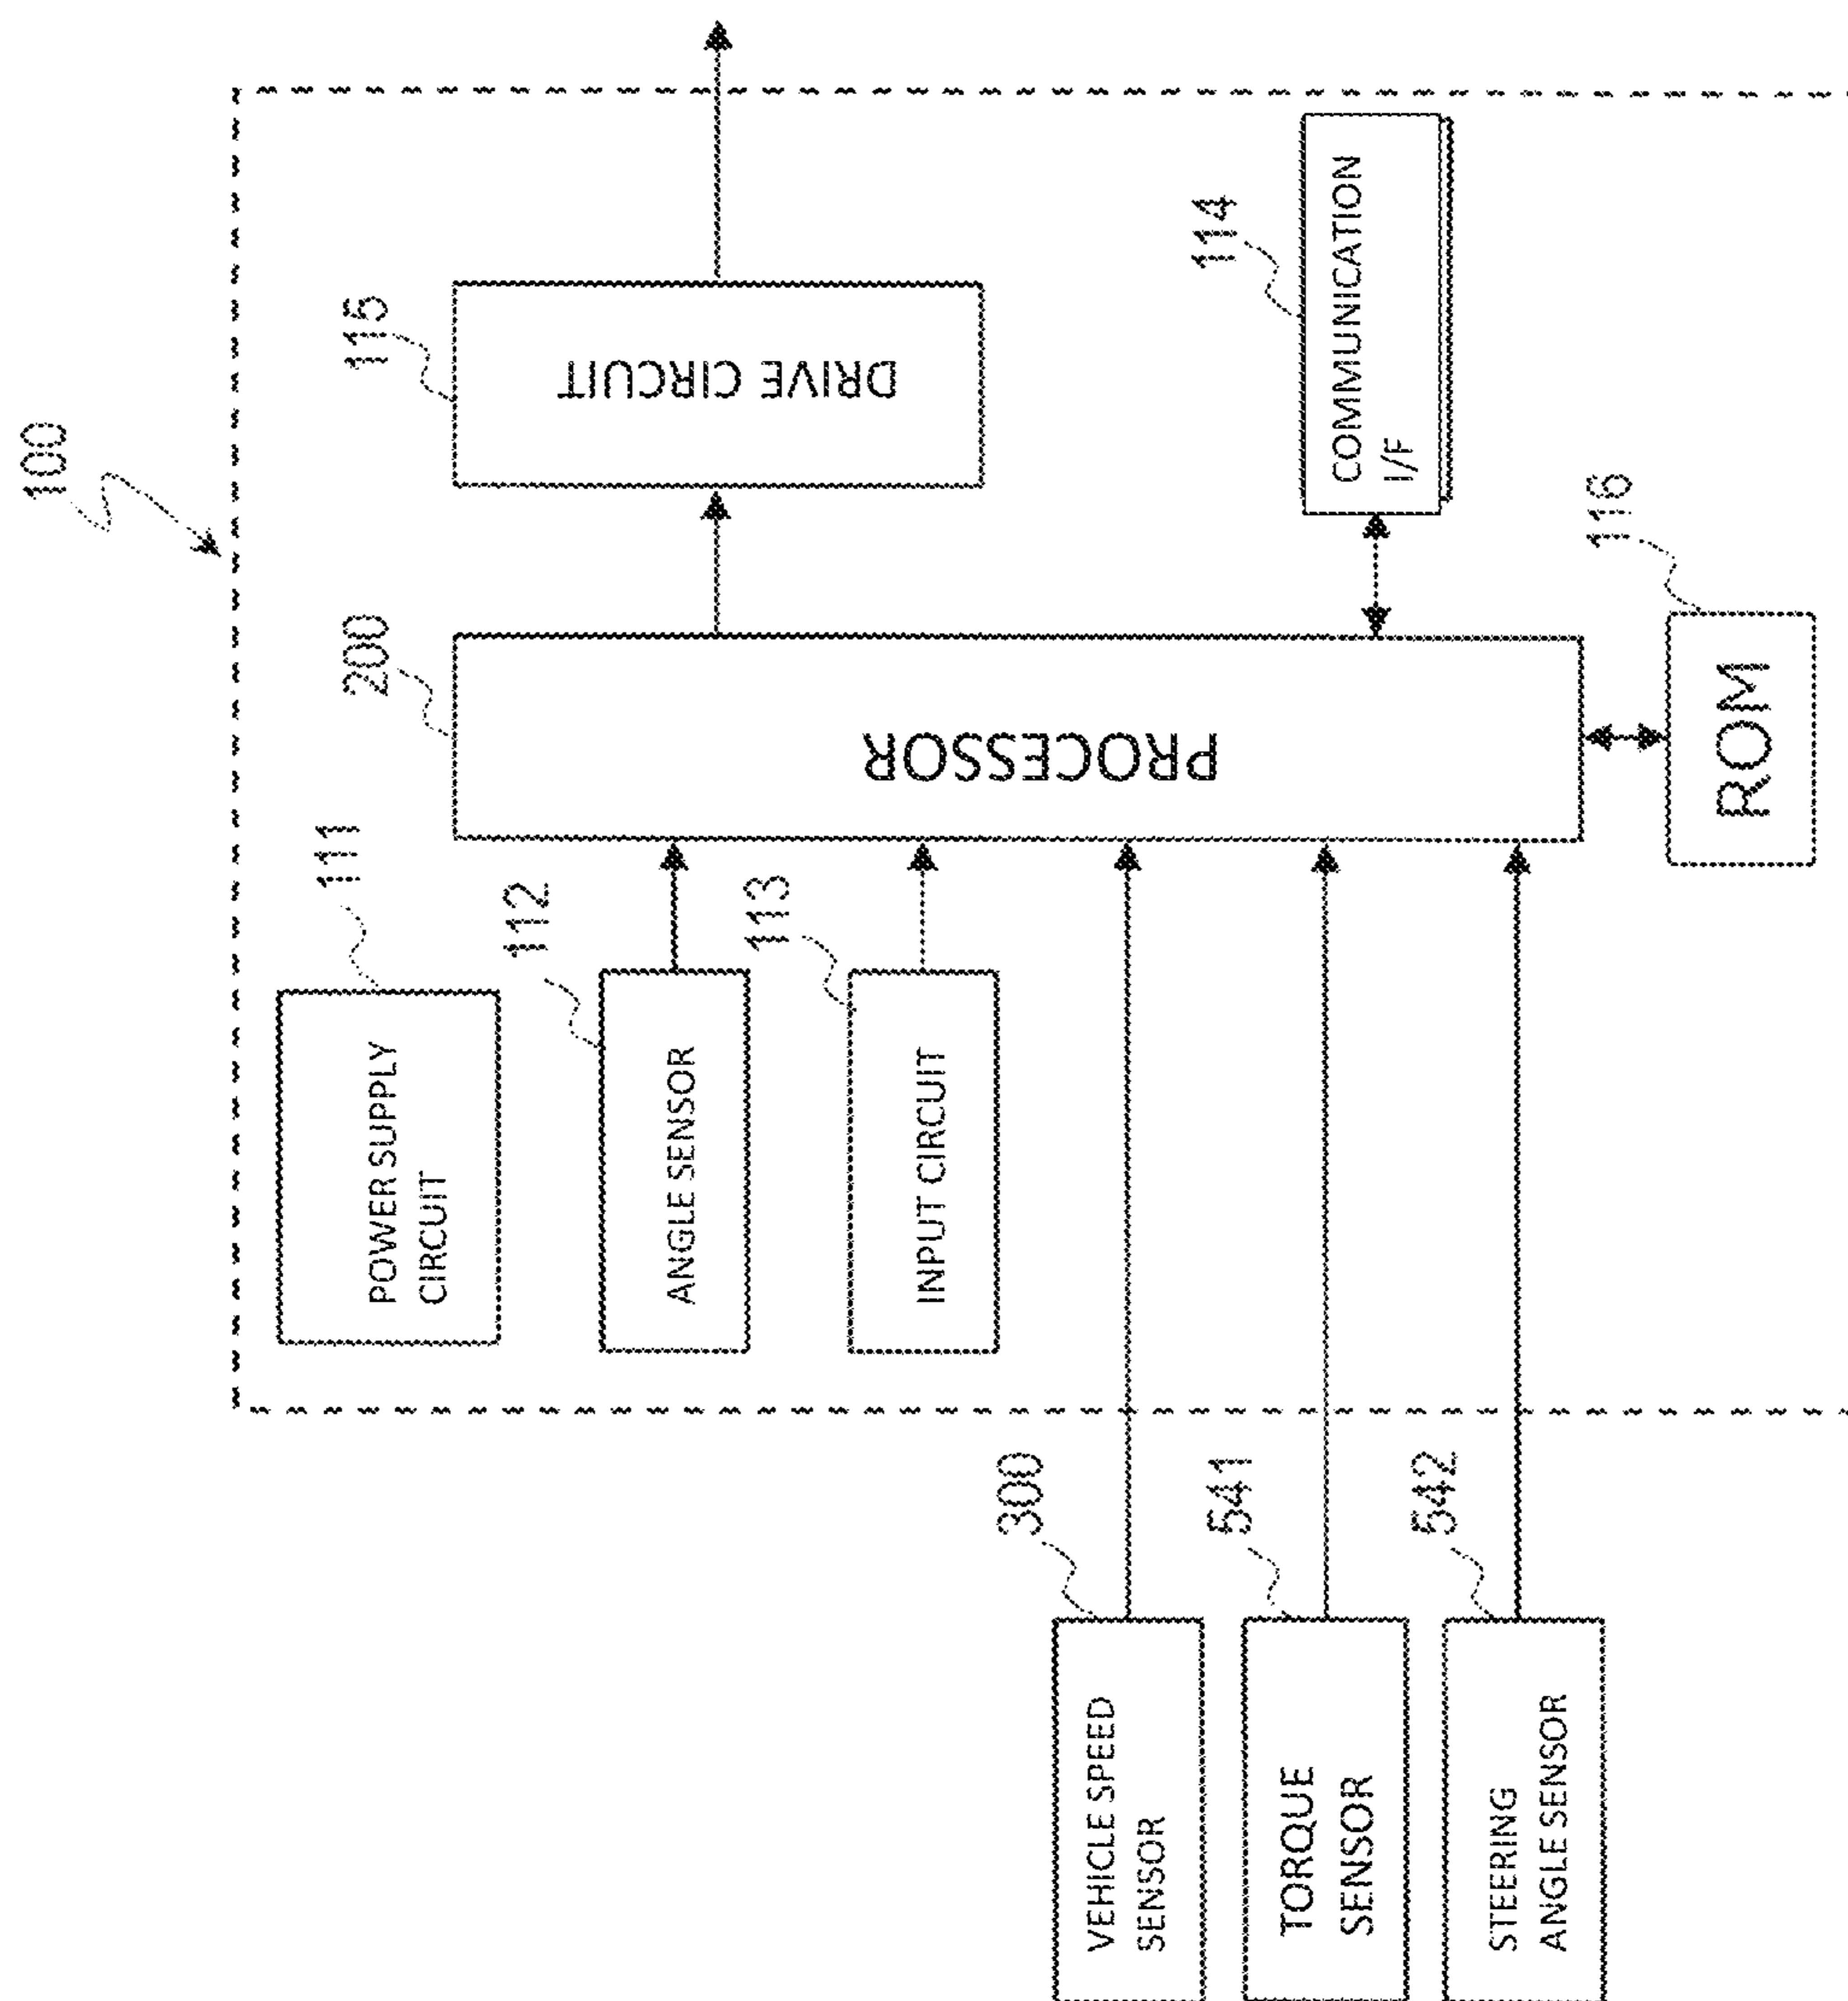 100
111
POWER SUPPLY
CIRCUIT
200
115
112
ANGLE SENSOR
PROCESSOR
DRIVE CIRCUIT
113
INPUT CIRCUIT
300
VEHICLE SPEED
SENSOR
114
COMMUNICATION
I/F
541
TORQUE
SENSOR
542
STEERING
ANGLE SENSOR
116
ROM